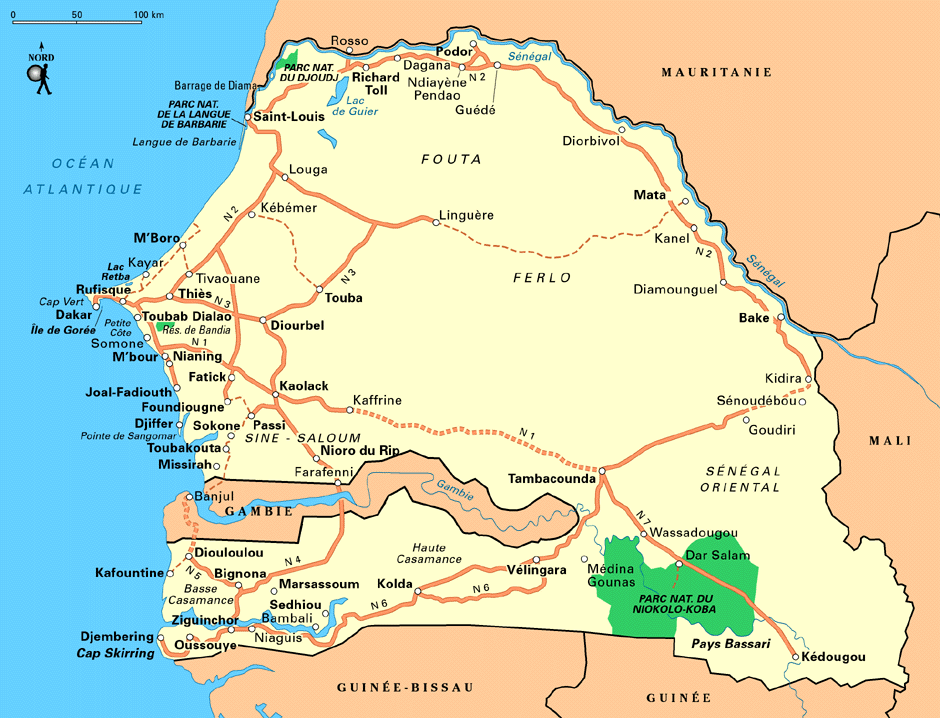 0 50 100 km
NORD
Rosso
Podor
Sénégal
Dagana
PARC NAT.
DU DJOUDJ
Richard
Toll
Ndiayène
Pendao
N 2
Guédé
MAURITANIE
Barrage de Diama
PARC NAT.
DE LA LANGUE
DE BARBARIE
Saint-Louis
Lac
de Guier
Langue de Barbarie
Diorbivol
OCÉAN
ATLANTIQUE
FOUTA
Louga
Mata
N 2
Kébémer
Linguère
Kanel
N 2
M'Boro
Kayar
Lac
Retba
Tivaouane
FERLO
Sénégal
Diamounguel
Rufisque
Thiès
N 3
N 3
Touba
Cap Vert
Dakar
Île de Gorée
Petite
Côte
Toubab Dialao
Rés. de Bandia
Diourbel
Bake
Somone
N 1
M'bour
Nianing
Fatick
Kidira
Joal-Fadiouth
Kaolack
Kaffrine
Sénoudébou
Foundiougne
Djiffer
Sokone
Passi
Goudiri
Pointe de Sangomar
SINE - SALOUM
N 1
MALI
Toubakouta
Nioro du Rip
Missirah
Farafenni
Tambacounda
SÉNÉGAL
ORIENTAL
Banjul
Gambie
GAMBIE
N 7
Wassadougou
Diouloulou
Haute
Casamance
Dar Salam
Kafountine
N 5
Bignona
N 4
Vélingara
Médina
Gounas
Basse
Casamance
Marsassoum
Kolda
N 6
PARC NAT. DU
NIOKOLO-KOBA
Sedhiou
Bambali
N 6
Ziguinchor
Djembering
Oussouye
Niaguis
Pays Bassari
Cap Skirring
Kédougou
GUINÉE-BISSAU
GUINÉE